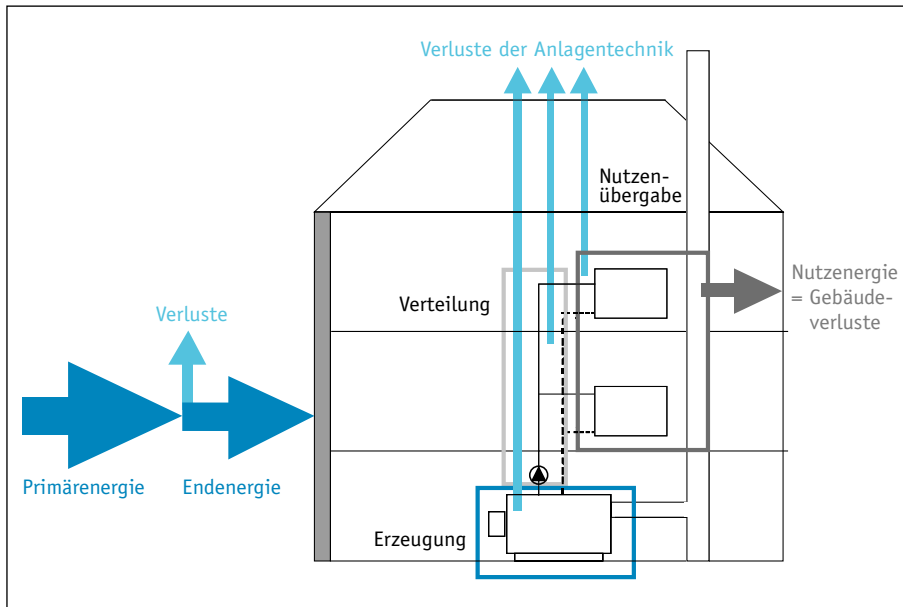 Verluste der Anlagentechnik
Nutzen-
übergabe
Nutzenergie
= Gebäude-
verluste
Verteilung
Verluste
Primärenergie
Endenergie
Erzeugung